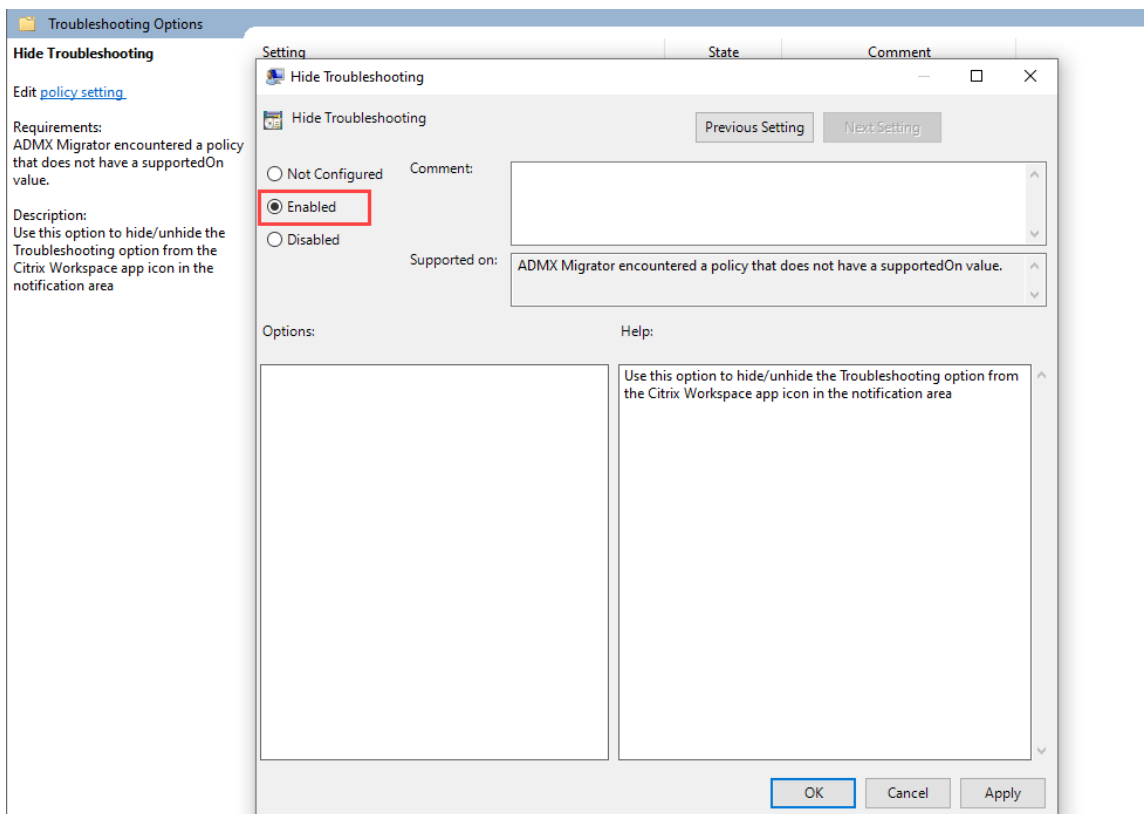 Troubleshooting Options
Hide Troubleshooting
Edit policy setting
Requirements:
ADMX Migrator encountered a policy
that does not have a supportedOn
value.
Description:
Use this option to hide/unhide the
Troubleshooting option from the
Citrix Workspace app icon in the
notification area
Setting
State
Comment
Hide Troubleshooting
Hide Troubleshooting
Previous Setting
Next Setting
Not Configured
Enabled
Disabled
Comment:
Supported on:
ADMX Migrator encountered a policy that does not have a supportedOn value.
Options:
Help:
Use this option to hide/unhide the Troubleshooting option from
the Citrix Workspace app icon in the notification area
OK
Cancel
Apply